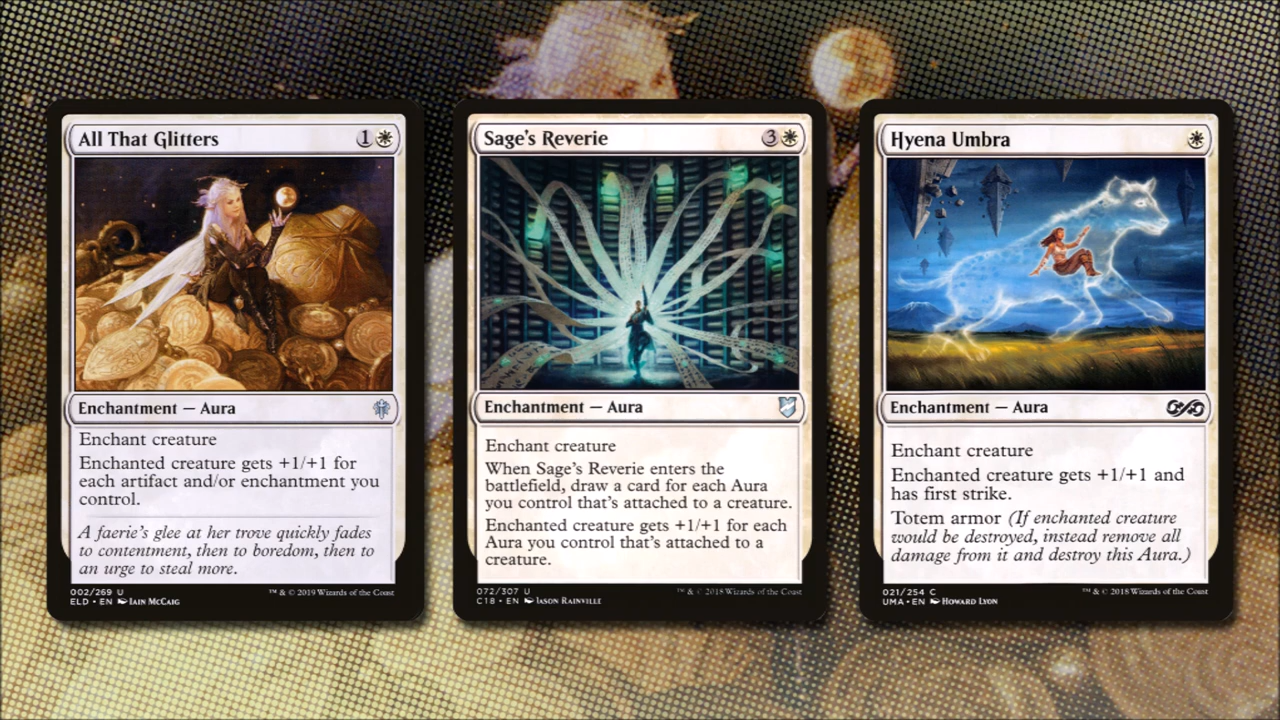 All That Glitters 1
Enchantment — Aura
Enchant creature
Enchanted creature gets +1/+1 for
each artifact and/or enchantment you
control.
A faerie's glee at her trove quickly fades
to contentment, then to boredom, then to
an urge to steal more.
002/269 U
ELD • EN Iain McCaig
™ & © 2019 Wizards of the Coast
Sage's Reverie 3
Enchantment — Aura
Enchant creature
When Sage's Reverie enters the
battlefield, draw a card for each Aura
you control that's attached to a creature.
Enchanted creature gets +1/+1 for each
Aura you control that's attached to a
creature.
072/307 U
C18 • EN Jason Rainville
™ & © 2018 Wizards of the Coast
Hyena Umbra
Enchantment — Aura
Enchant creature
Enchanted creature gets +1/+1 and
has first strike.
Totem armor (If enchanted creature
would be destroyed, instead remove all
damage from it and destroy this Aura.)
021/254 C
UMA • EN Howard Lyon
™ & © 2018 Wizards of the Coast